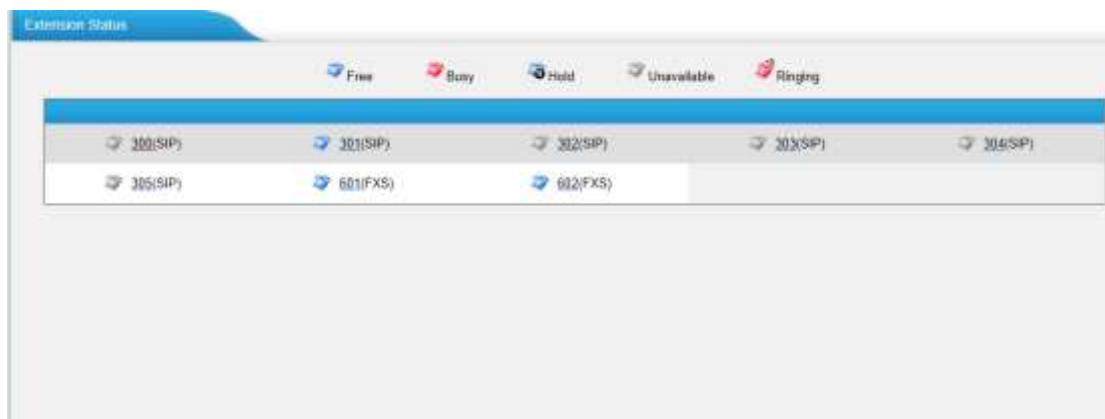 Extension Status
Free Busy Hold Unavailable Ringing
300(SIP) 301(SIP) 302(SIP) 303(SIP) 304(SIP)
305(SIP) 601(FXS) 602(FXS)